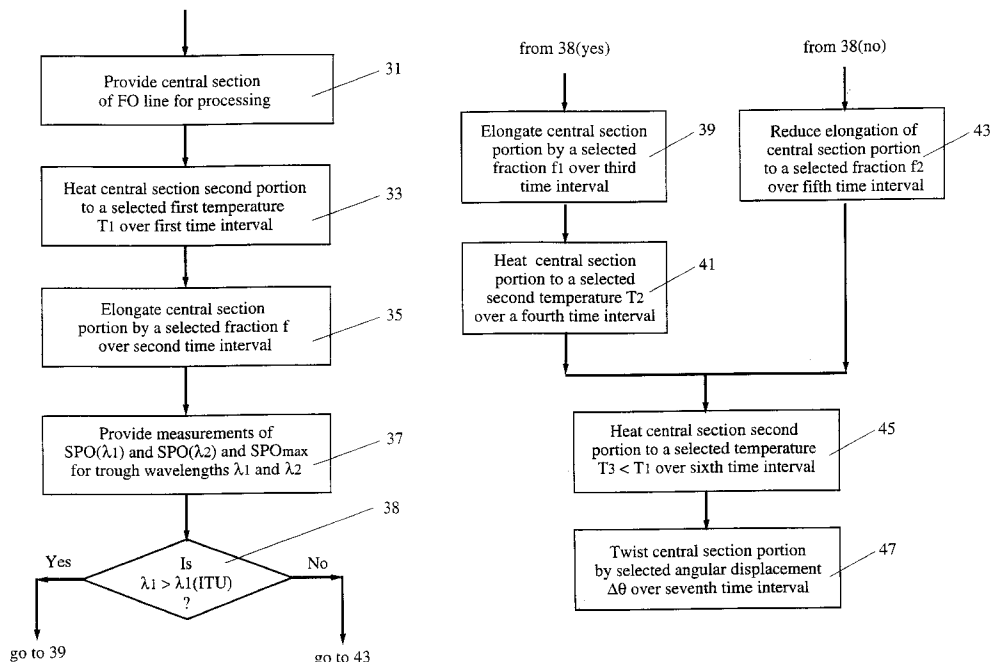 Provide central section
of FO line for processing
31
Heat central section second portion
to a selected first temperature
T1 over first time interval
33
Elongate central section
portion by a selected fraction f
over second time interval
35
Provide measurements of
SPO(λ1) and SPO(λ2) and SPOmax
for trough wavelengths λ1 and λ2
37
38
Is
λ1 > λ1(ITU)
?
Yes
No
go to 39
go to 43
from 38(yes)
Elongate central section
portion by a selected
fraction f1 over third
time interval
39
Heat central section
portion to a selected
second temperature T2
over a fourth time interval
41
from 38(no)
Reduce elongation of
central section portion
to a selected fraction f2
over fifth time interval
43
Heat central section second
portion to a selected temperature
T3 < T1 over sixth time interval
45
Twist central section portion
by selected angular displacement
Δθ over seventh time interval
47